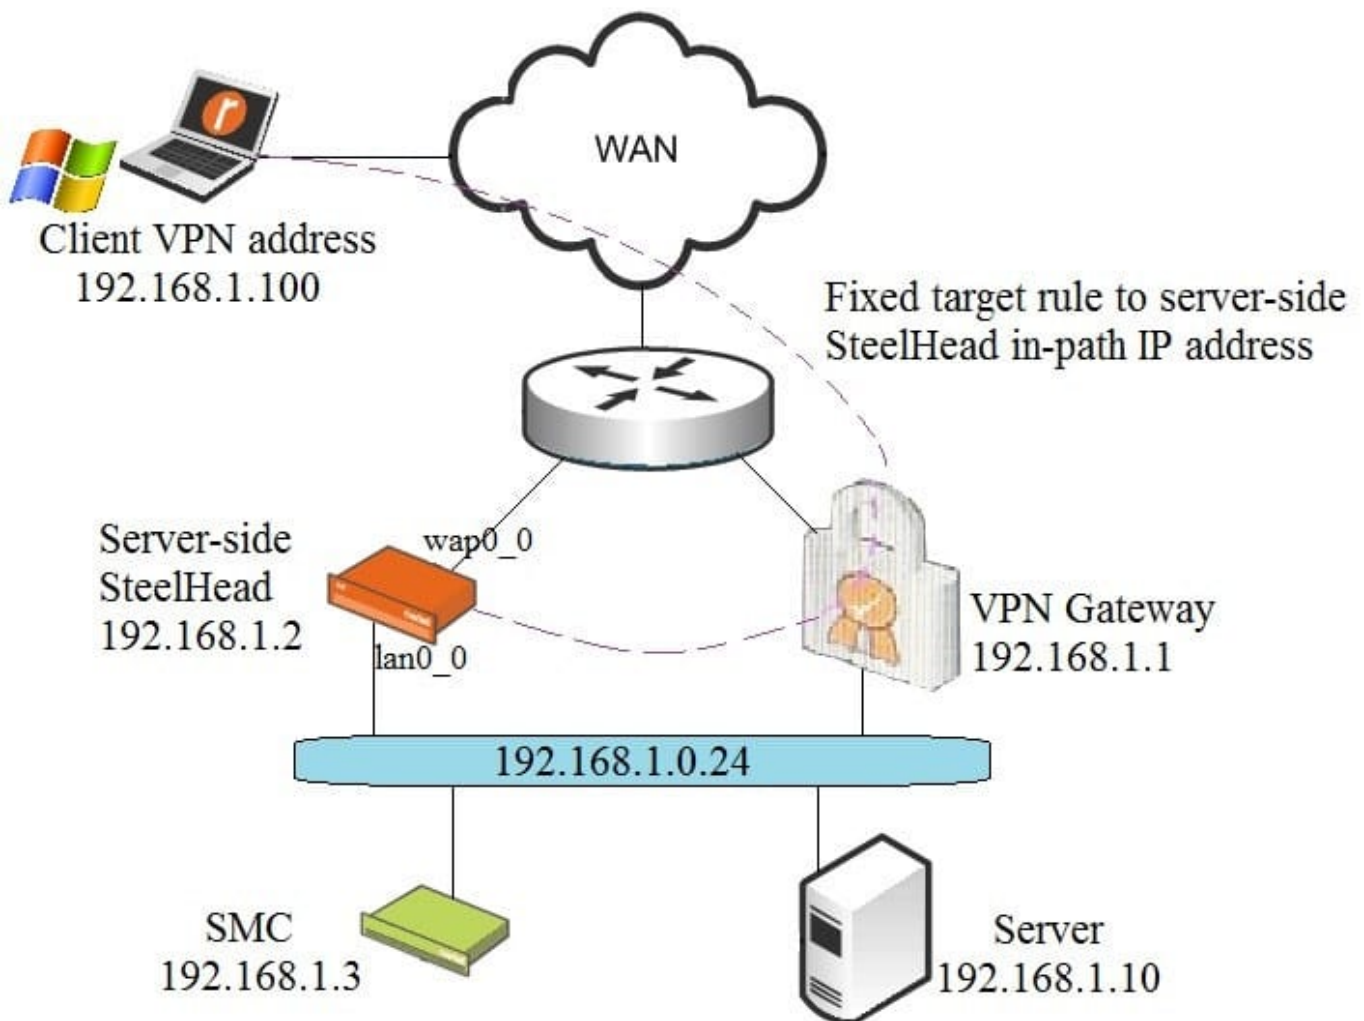 WAN
Client VPN address
192.168.1.100
Fixed target rule to server-side
SteelHead in-path IP address
Server-side
SteelHead
192.168.1.2
wap0_0
lan0_0
VPN Gateway
192.168.1.1
192.168.1.0.24
SMC
192.168.1.3
Server
192.168.1.10